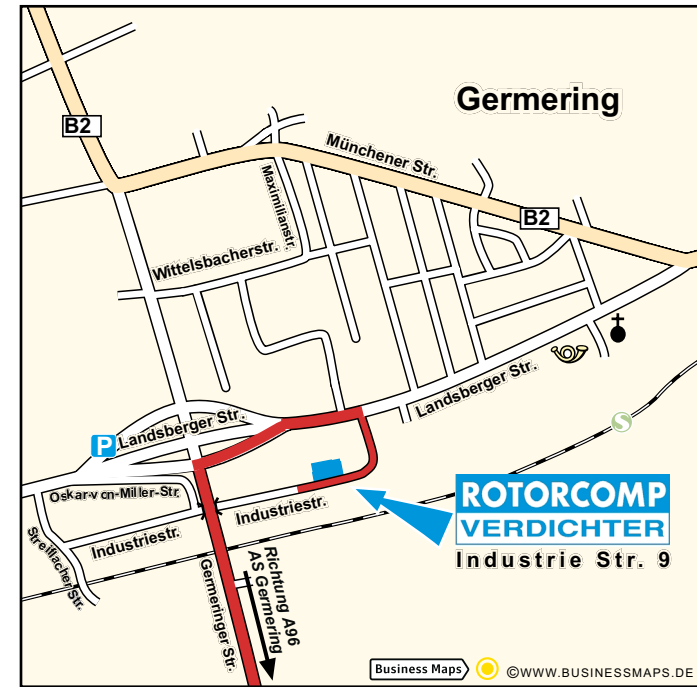 Germering
B2
Münchener Str.
Maximilianstr.
B2
Wittelsbacherstr.
Landsberger Str.
Landsberger Str.
P
S
Oskar-von-Miller-Str.
Industriestr.
Industriestr.
Streiflacher Str.
Germeringer Str.
Richtung A96
AS Germering
ROTORCOMP
VERDICHTER
Industrie Str. 9
Business Maps
©WWW.BUSINESSMAPS.DE